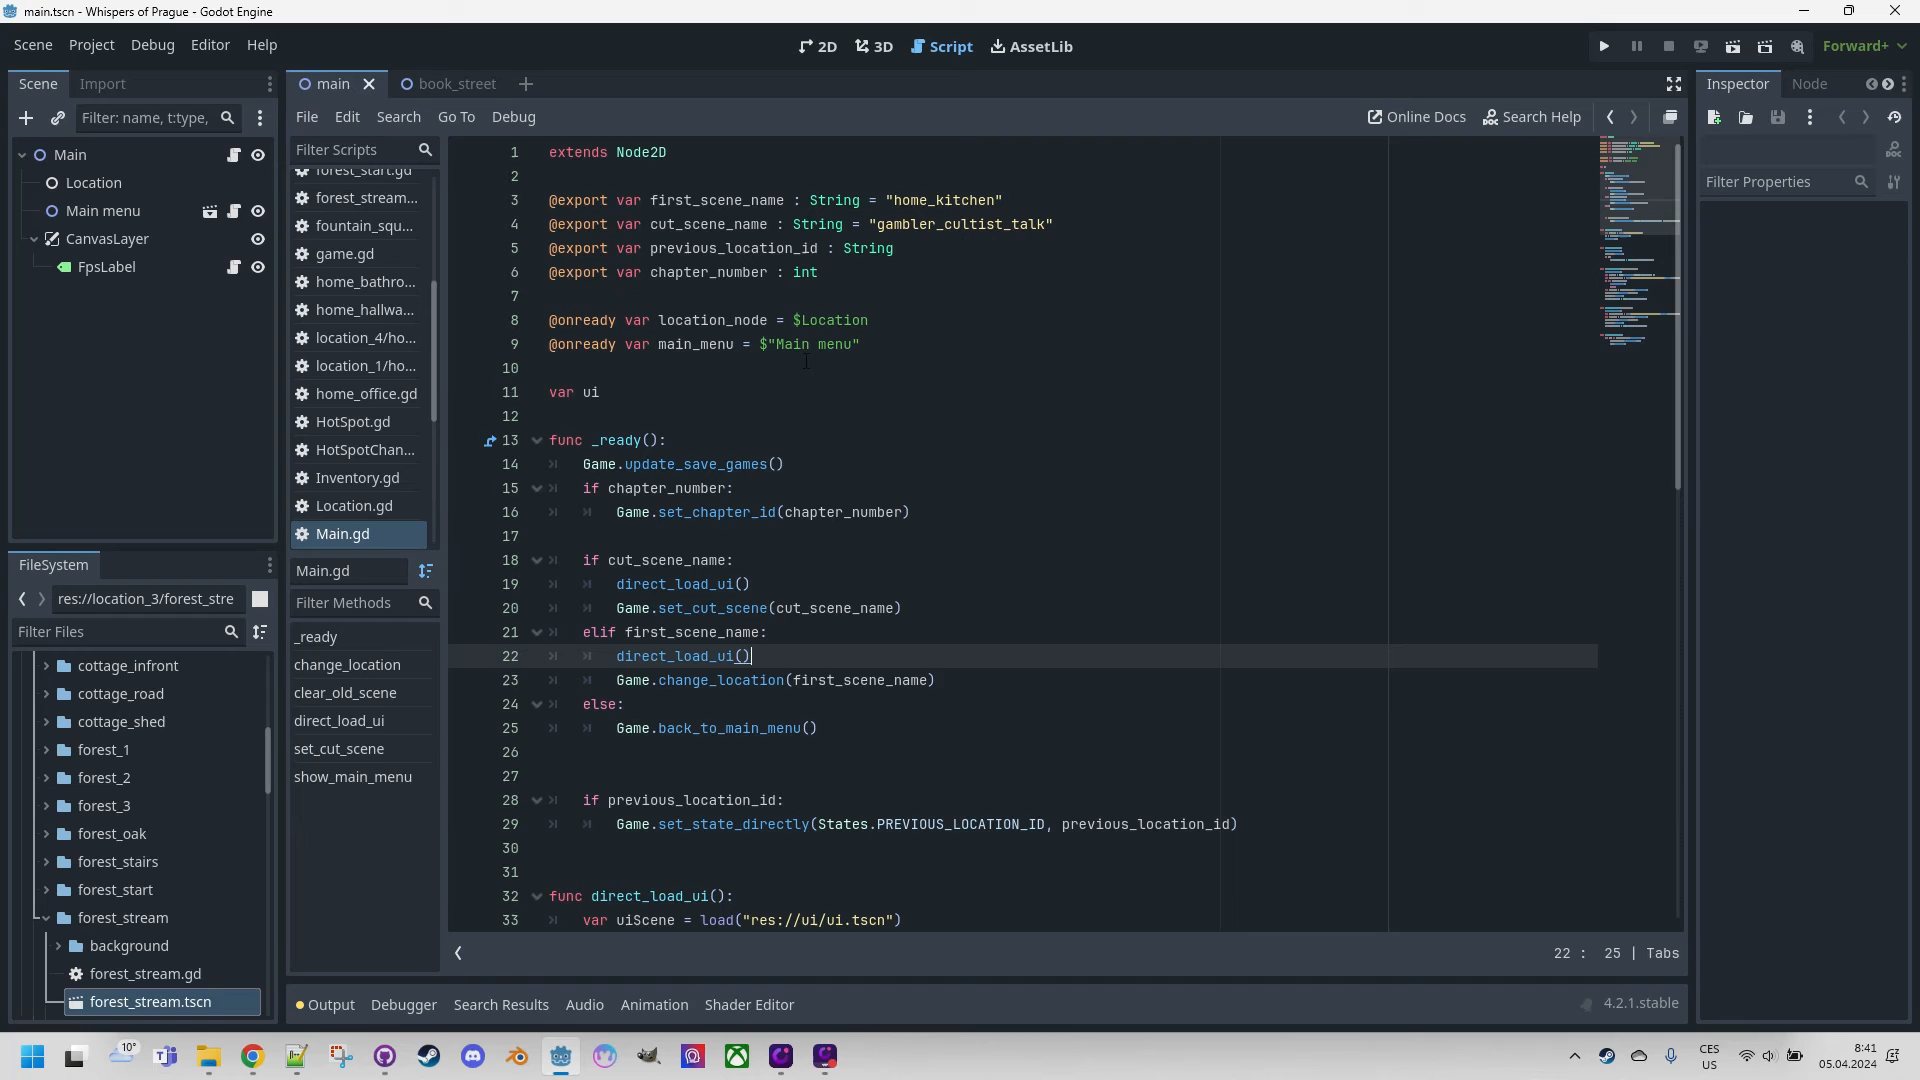 main.tscn - Whispers of Prague - Godot Engine
Scene Project Debug Editor Help
2D 3D Script AssetLib
Forward+
Scene Import
main book_street
Inspector Node
Filter: name, t:type,
File Edit Search Go To Debug
Online Docs Search Help
Main
Location
Main menu
CanvasLayer
FpsLabel
Filter Scripts
forest_start.gd
forest_stream...
fountain_squ...
game.gd
home_bathro...
home_hallwa...
location_4/ho...
location_1/ho...
home_office.gd
HotSpot.gd
HotSpotChan...
Inventory.gd
Location.gd
Main.gd
Main.gd
Filter Methods
_ready
change_location
clear_old_scene
direct_load_ui
set_cut_scene
show_main_menu
1 extends Node2D
2
3 @export var first_scene_name : String = "home_kitchen"
4 @export var cut_scene_name : String = "gambler_cultist_talk"
5 @export var previous_location_id : String
6 @export var chapter_number : int
7
8 @onready var location_node = $Location
9 @onready var main_menu = $"Main menu"
10
11 var ui
12
13 func _ready():
14 Game.update_save_games()
15 if chapter_number:
16 Game.set_chapter_id(chapter_number)
17
18 if cut_scene_name:
19 direct_load_ui()
20 Game.set_cut_scene(cut_scene_name)
21 elif first_scene_name:
22 direct_load_ui()
23 Game.change_location(first_scene_name)
24 else:
25 Game.back_to_main_menu()
26
27
28 if previous_location_id:
29 Game.set_state_directly(States.PREVIOUS_LOCATION_ID, previous_location_id)
30
31
32 func direct_load_ui():
33 var uiScene = load("res://ui/ui.tscn")
Filter Properties
FileSystem
res://location_3/forest_stre
Filter Files
cottage_infront
cottage_road
cottage_shed
forest_1
forest_2
forest_3
forest_oak
forest_stairs
forest_start
forest_stream
background
forest_stream.gd
forest_stream.tscn
22 : 25 | Tabs
Output Debugger Search Results Audio Animation Shader Editor
4.2.1.stable
10°
CES
US
8:41
05.04.2024